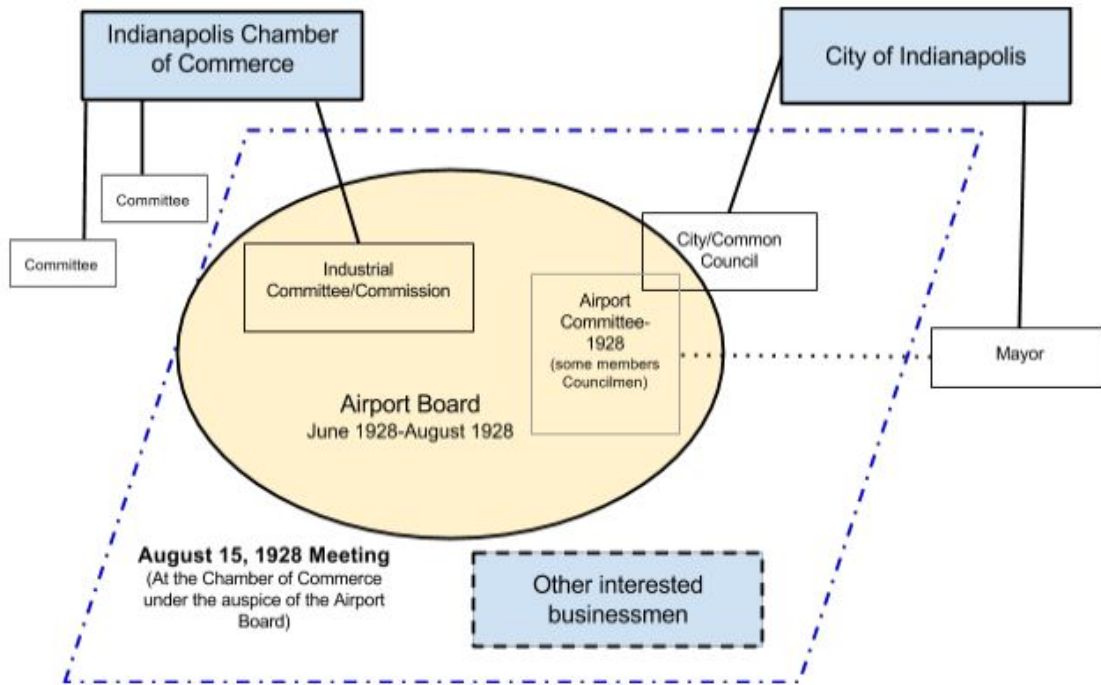 Indianapolis Chamber
of Commerce
City of Indianapolis
Committee
Committee
City/Common
Council
Industrial
Committee/Commission
Airport
Committee-
1928
(some members
Councilmen)
Mayor
Airport Board
June 1928-August 1928
August 15, 1928 Meeting
(At the Chamber of Commerce
under the auspice of the Airport
Board)
Other interested
businessmen